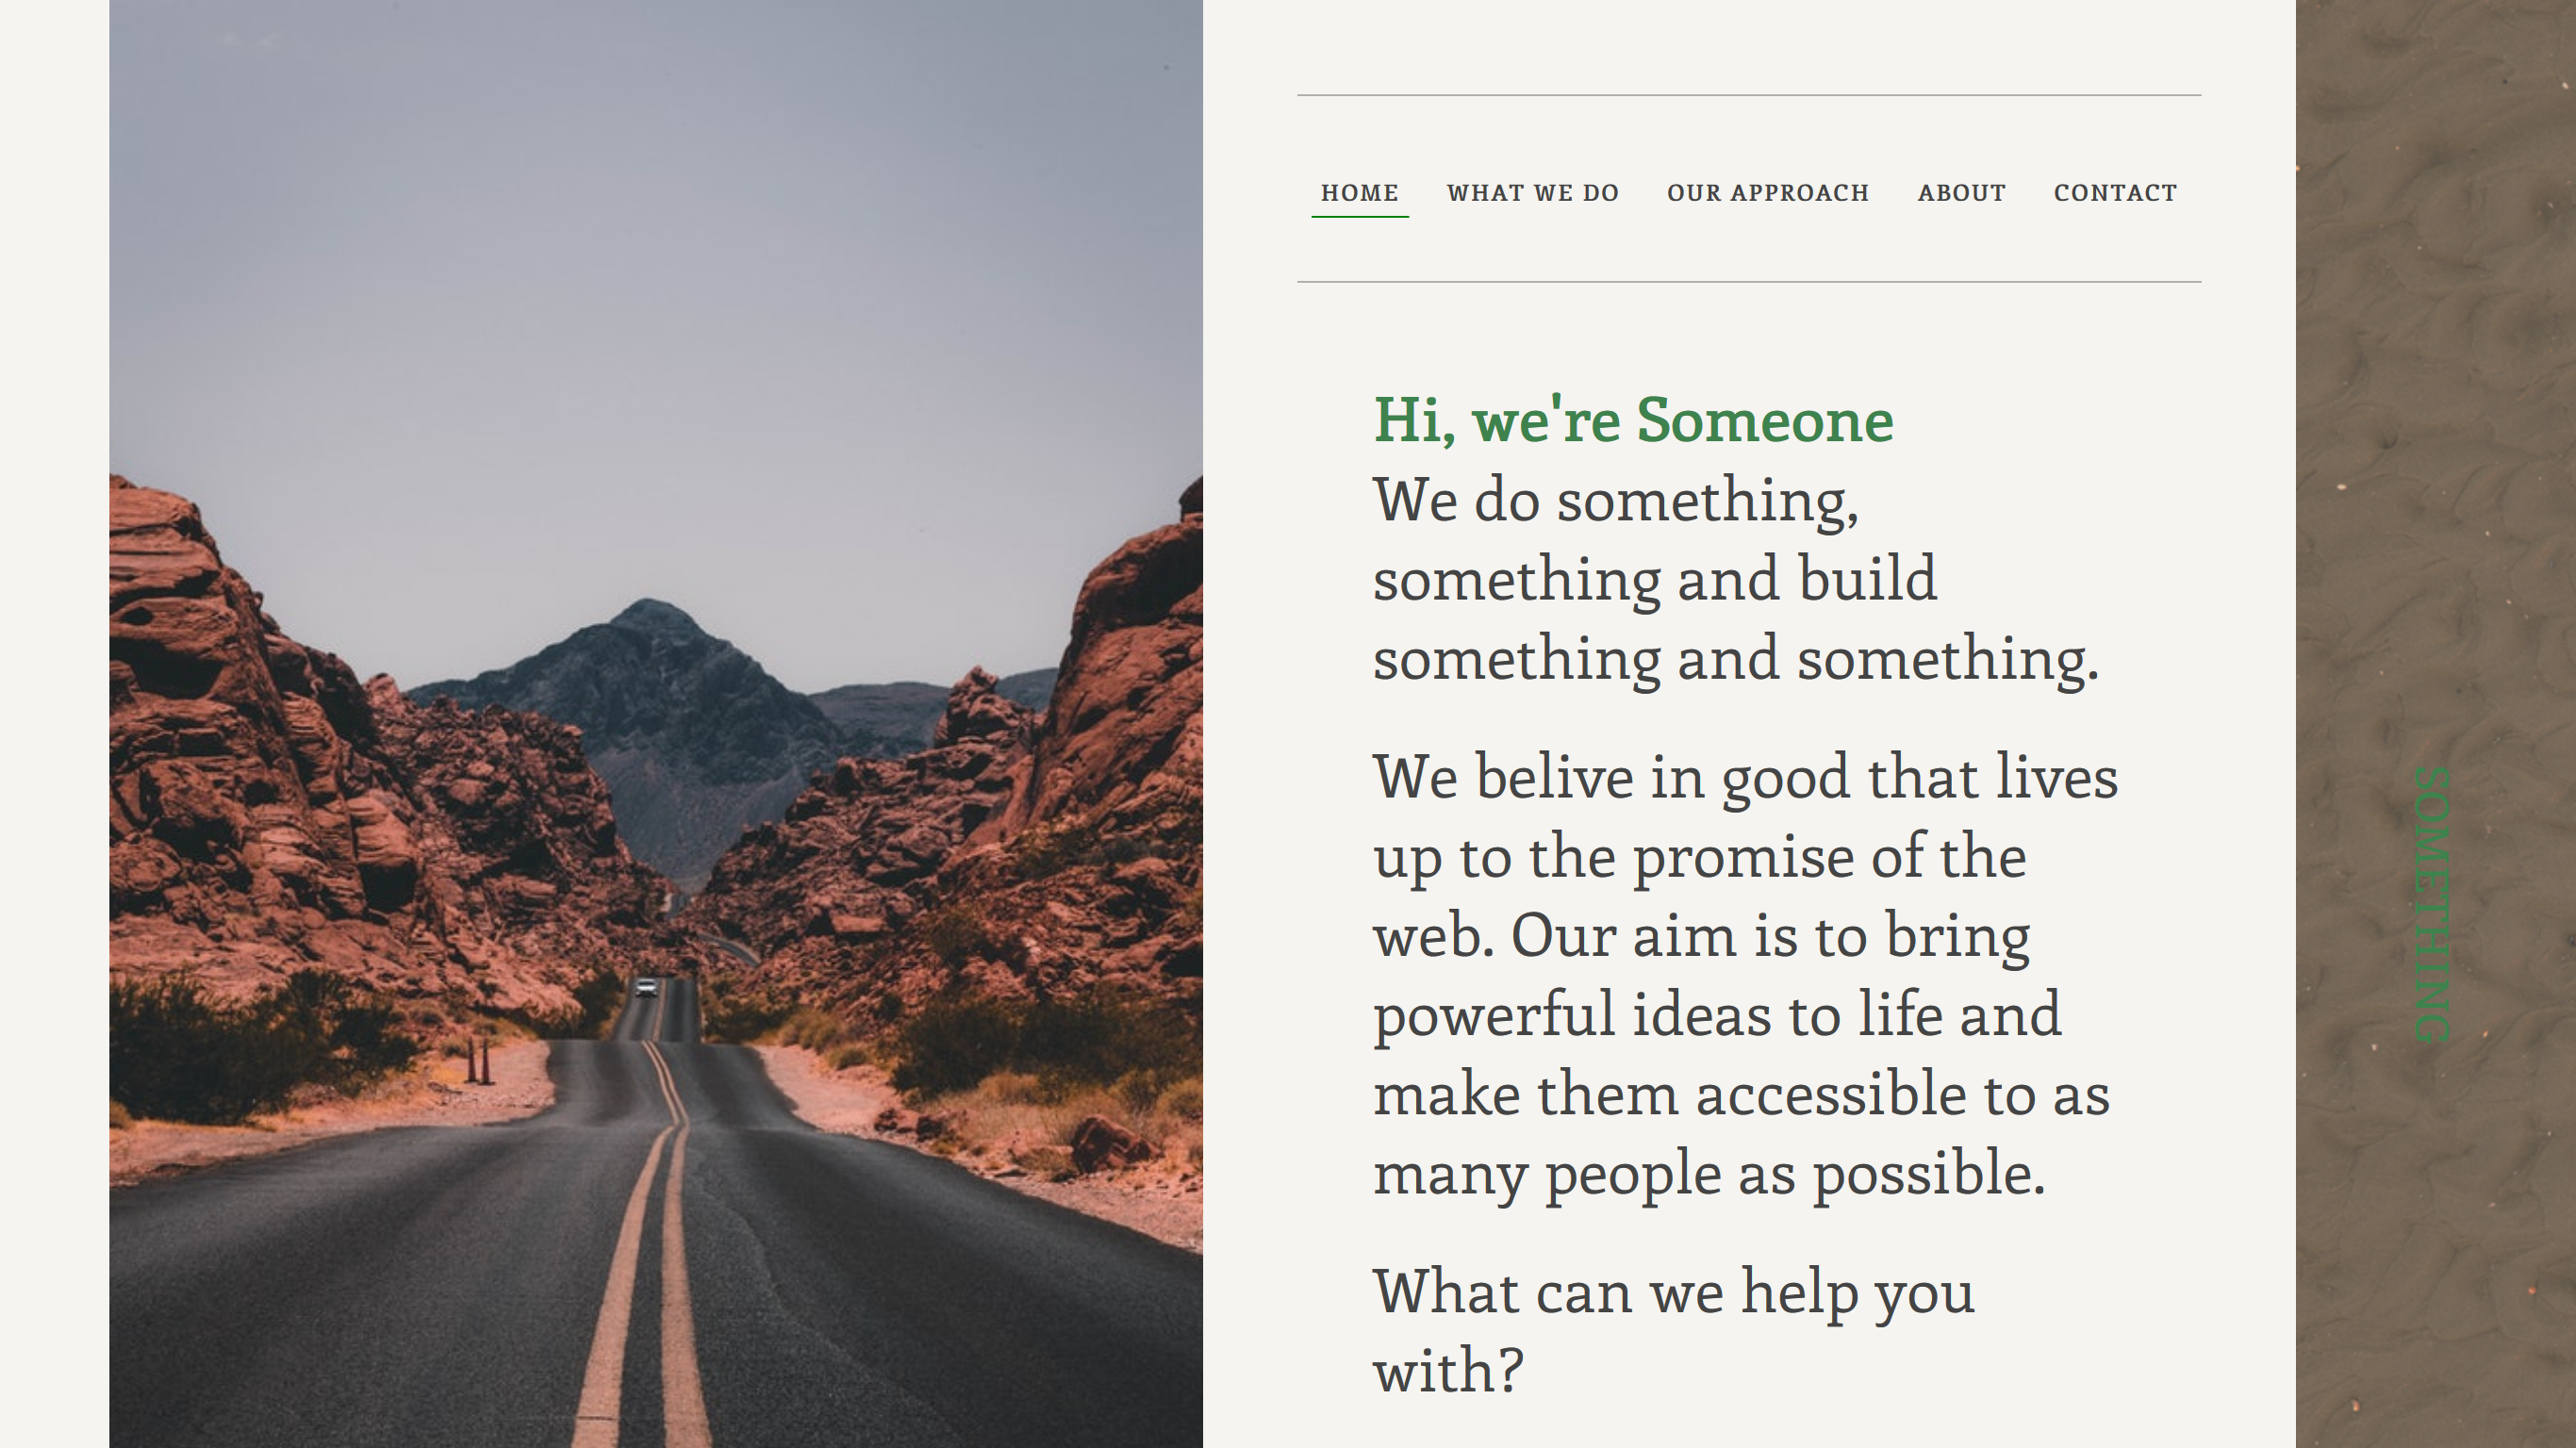 HOME WHAT WE DO OUR APPROACH ABOUT CONTACT
Hi, we're Someone
We do something,
something and build
something and something.
We belive in good that lives
up to the promise of the
web. Our aim is to bring
powerful ideas to life and
make them accessible to as
many people as possible.
What can we help you
with?
SOMETHING